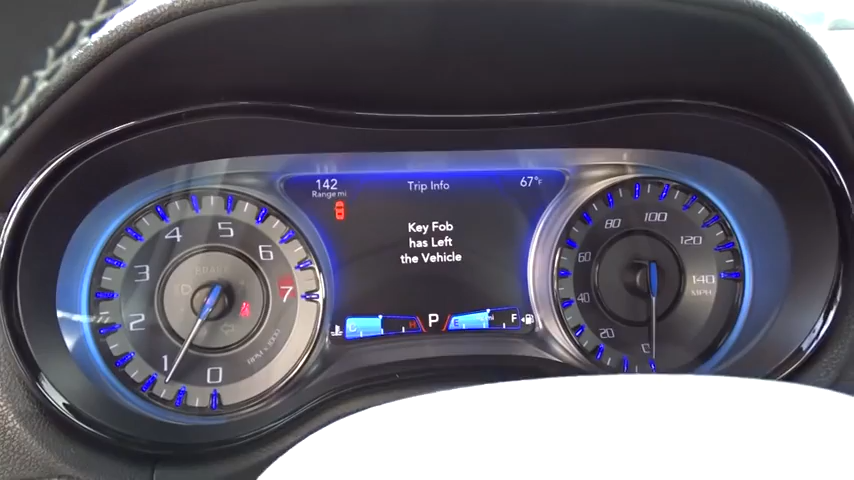 142
Range mi
Trip Info
67°F
Key Fob
has Left
the Vehicle
C
H
P
E
F
0
1
2
3
4
5
6
7
BRAKE
20
40
60
80
100
120
140
MPH